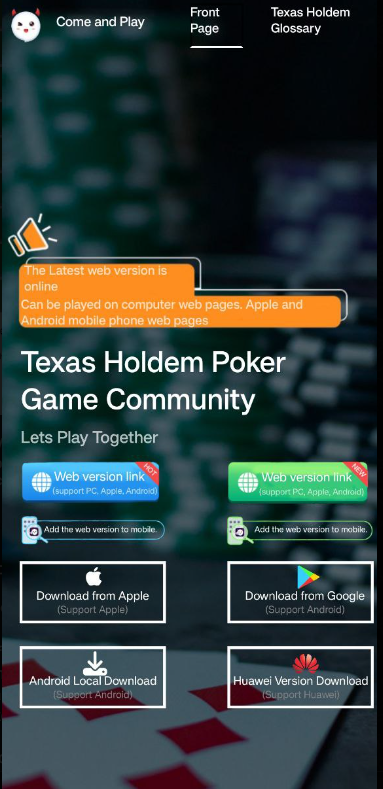 Come and Play
Front
Page
Texas Holdem
Glossary
The Latest web version is
online
Can be played on computer web pages. Apple and
Android mobile phone web pages
Texas Holdem Poker
Game Community
Lets Play Together
Web version link
HOT
(support PC, Apple, Android)
Web version link
NEW
(support PC, Apple, Android)
Add the web version to mobile.
Add the web version to mobile.
Download from Apple
(Support Apple)
Download from Google
(Support Android)
Android Local Download
(Support Android)
Huawei Version Download
(Support Huawei)